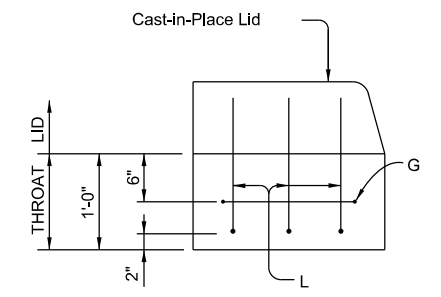 Cast-in-Place Lid
LID
THROAT
1'-0"
6"
2"
G
L